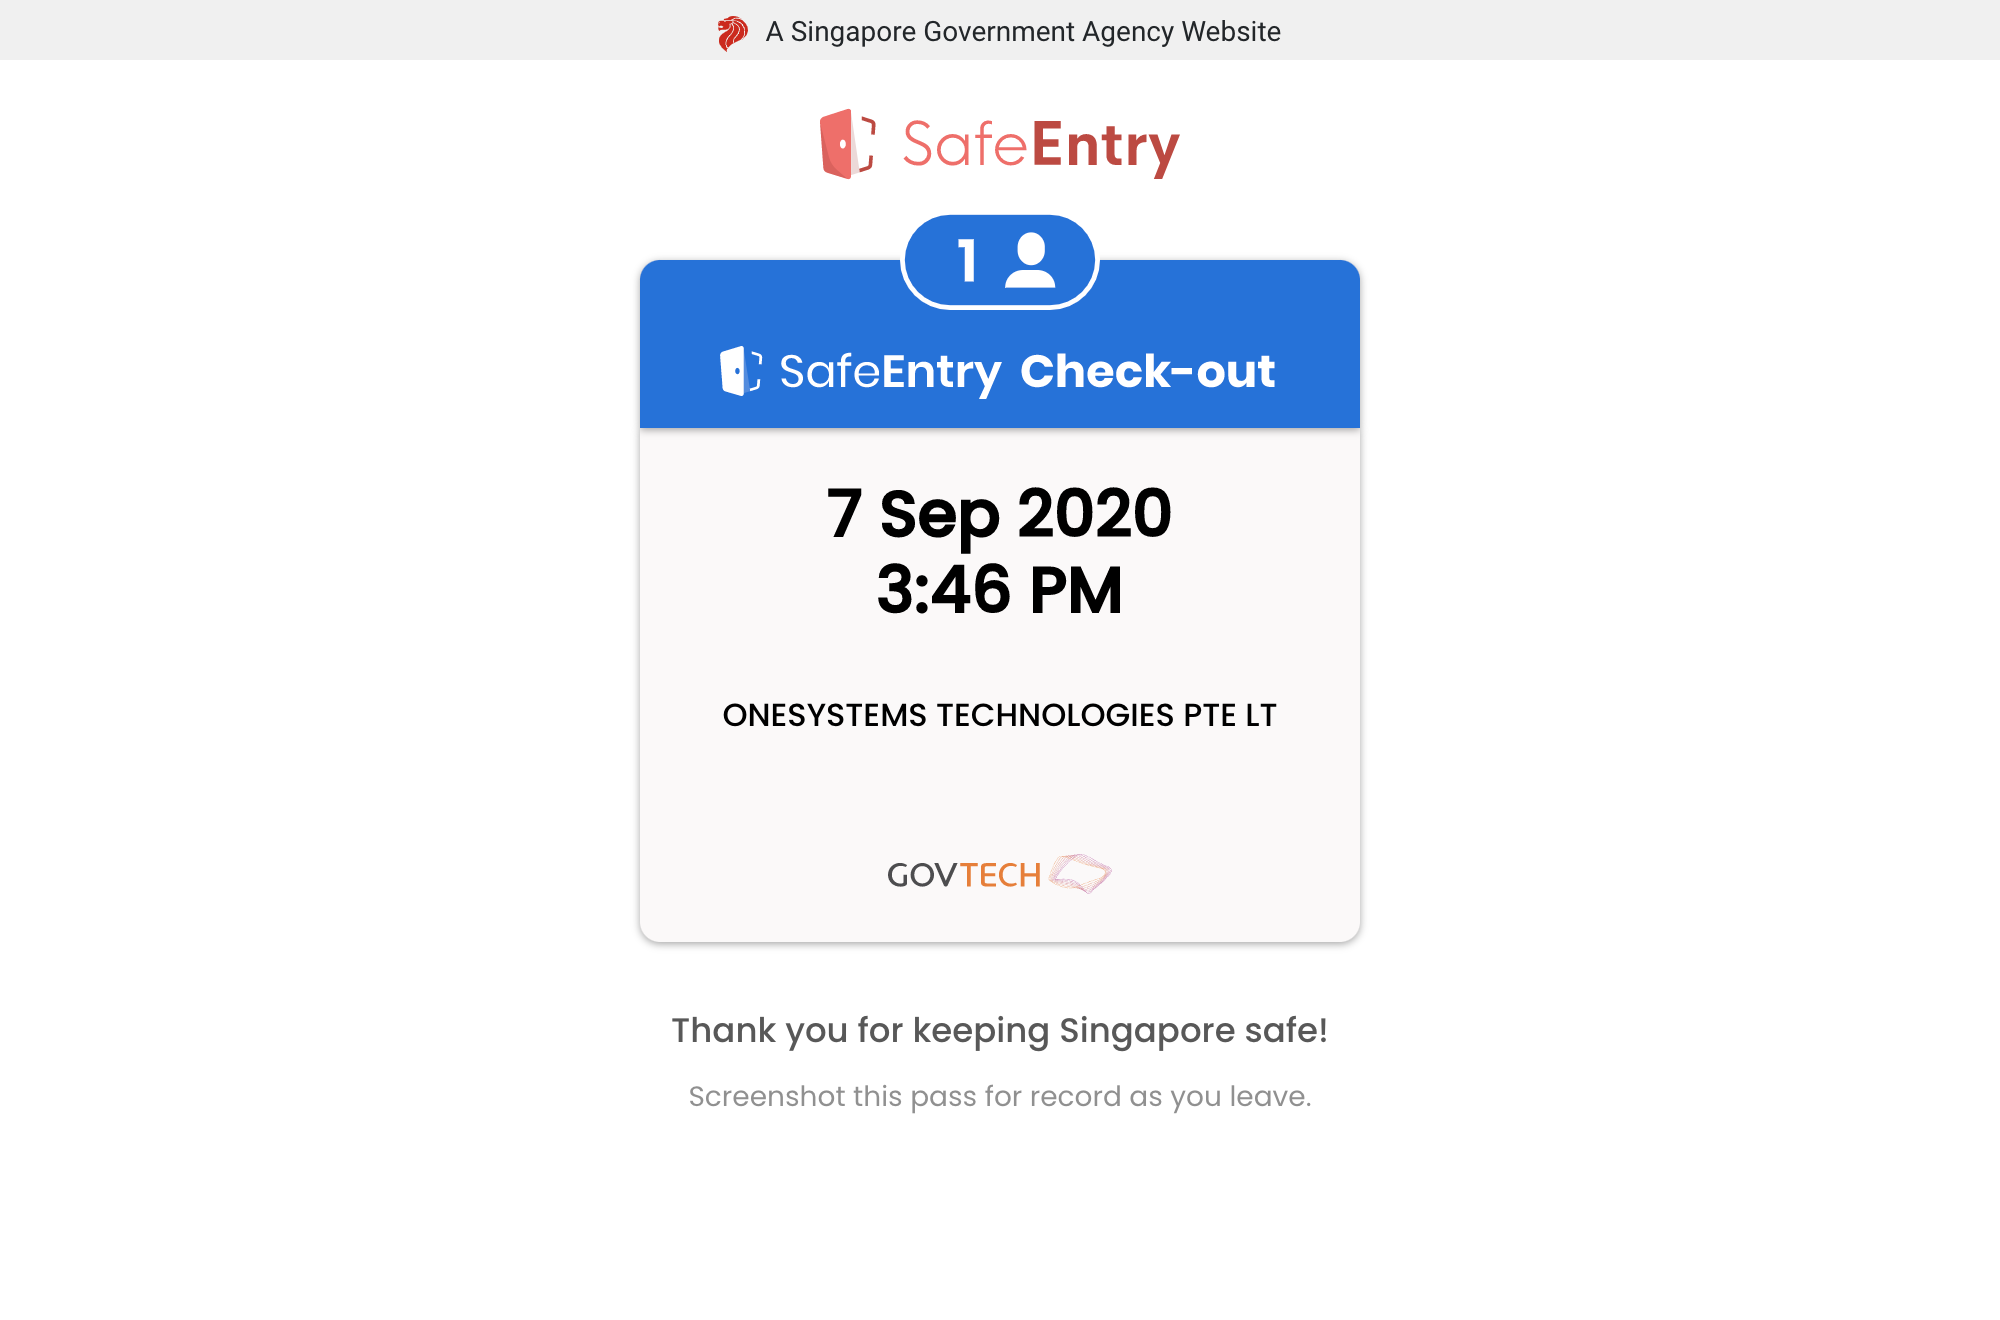 A Singapore Government Agency Website
SafeEntry
1
SafeEntry Check-out
7 Sep 2020
3:46 PM
ONESYSTEMS TECHNOLOGIES PTE LT
GOVTECH
Thank you for keeping Singapore safe!
Screenshot this pass for record as you leave.